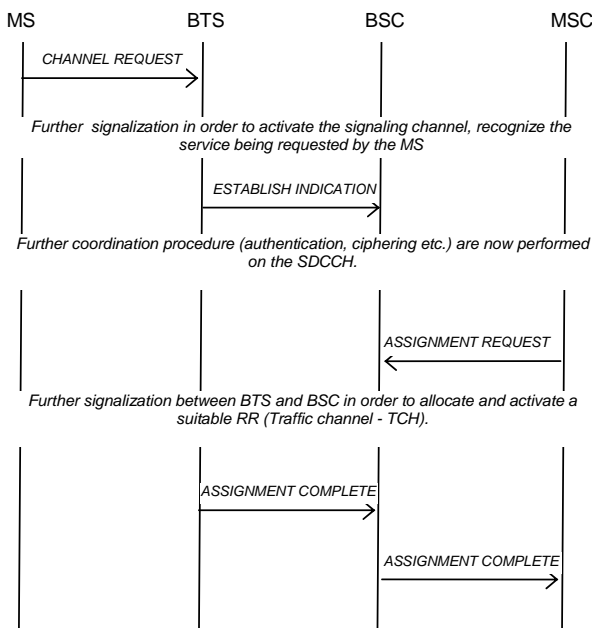 MS BTS BSC MSC
CHANNEL REQUEST
Further signalization in order to activate the signaling channel, recognize the
service being requested by the MS
ESTABLISH INDICATION
Further coordination procedure (authentication, ciphering etc.) are now performed
on the SDCCH.
ASSIGNMENT REQUEST
Further signalization between BTS and BSC in order to allocate and activate a
suitable RR (Traffic channel - TCH).
ASSIGNMENT COMPLETE
ASSIGNMENT COMPLETE